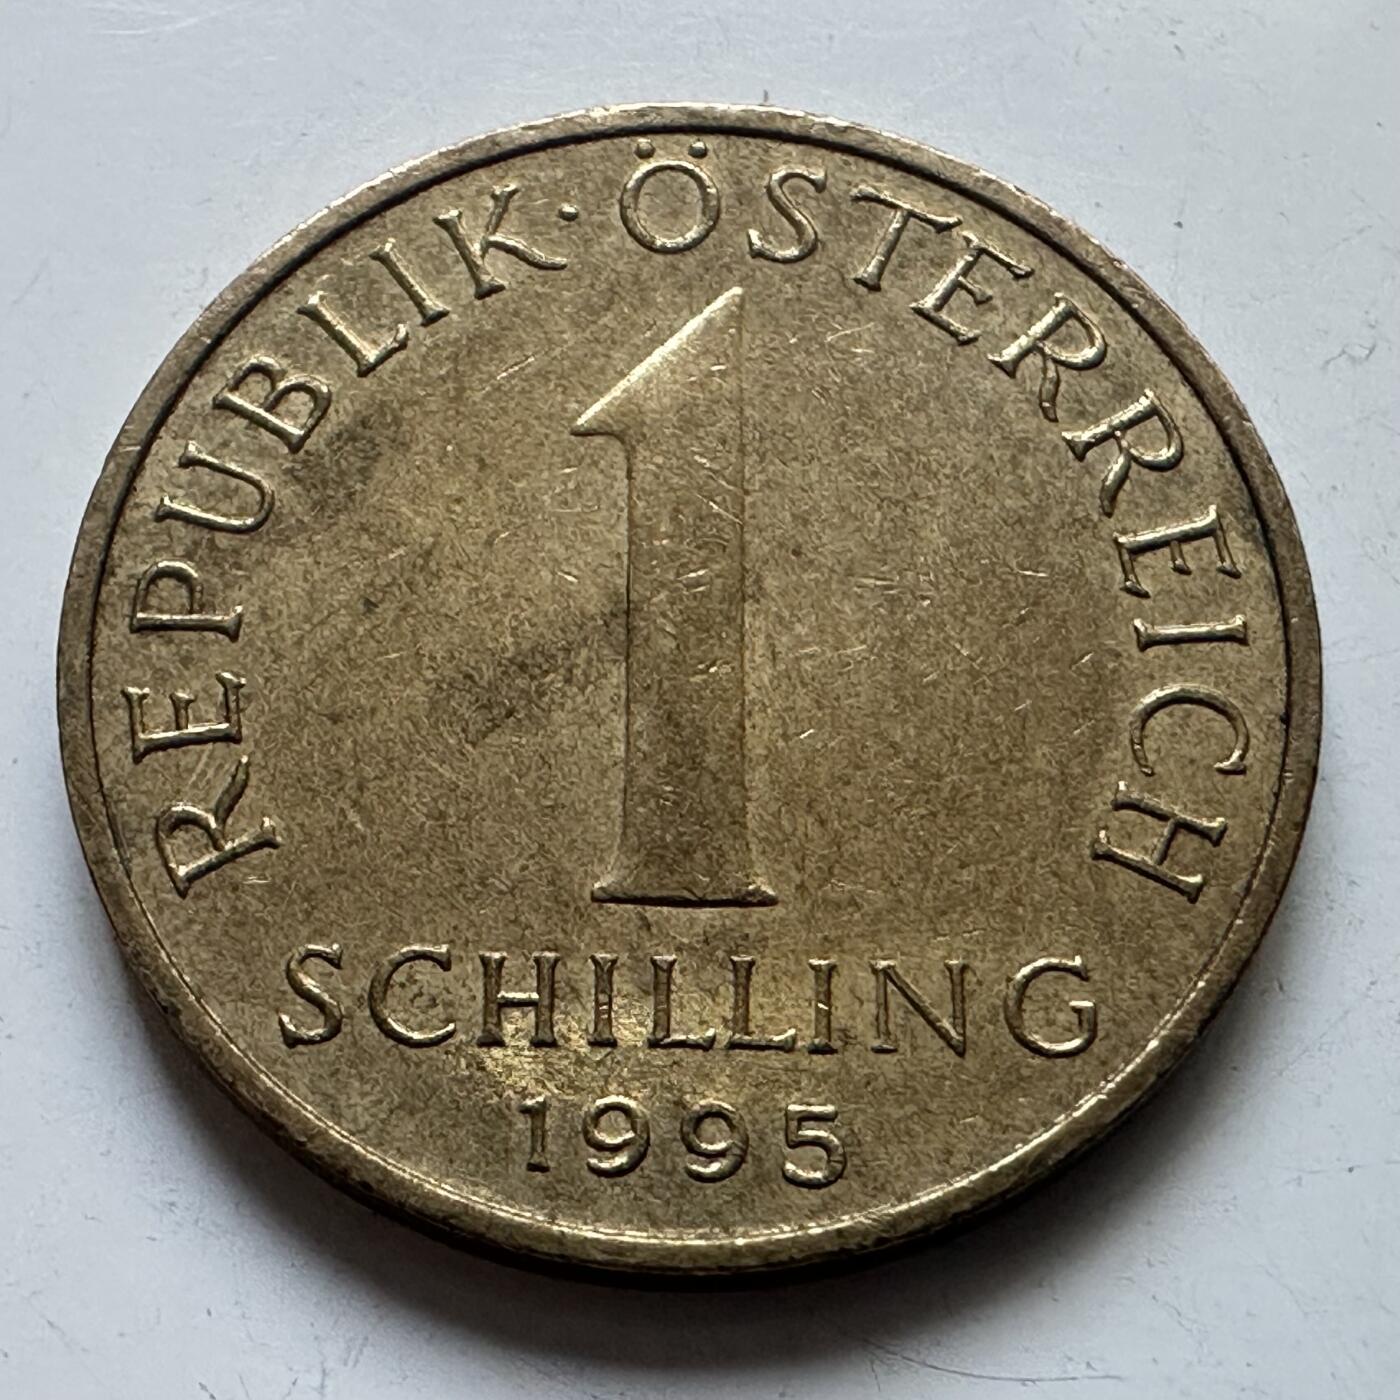 REPUBLIK · ÖSTERREICH
1
SCHILLING
1995